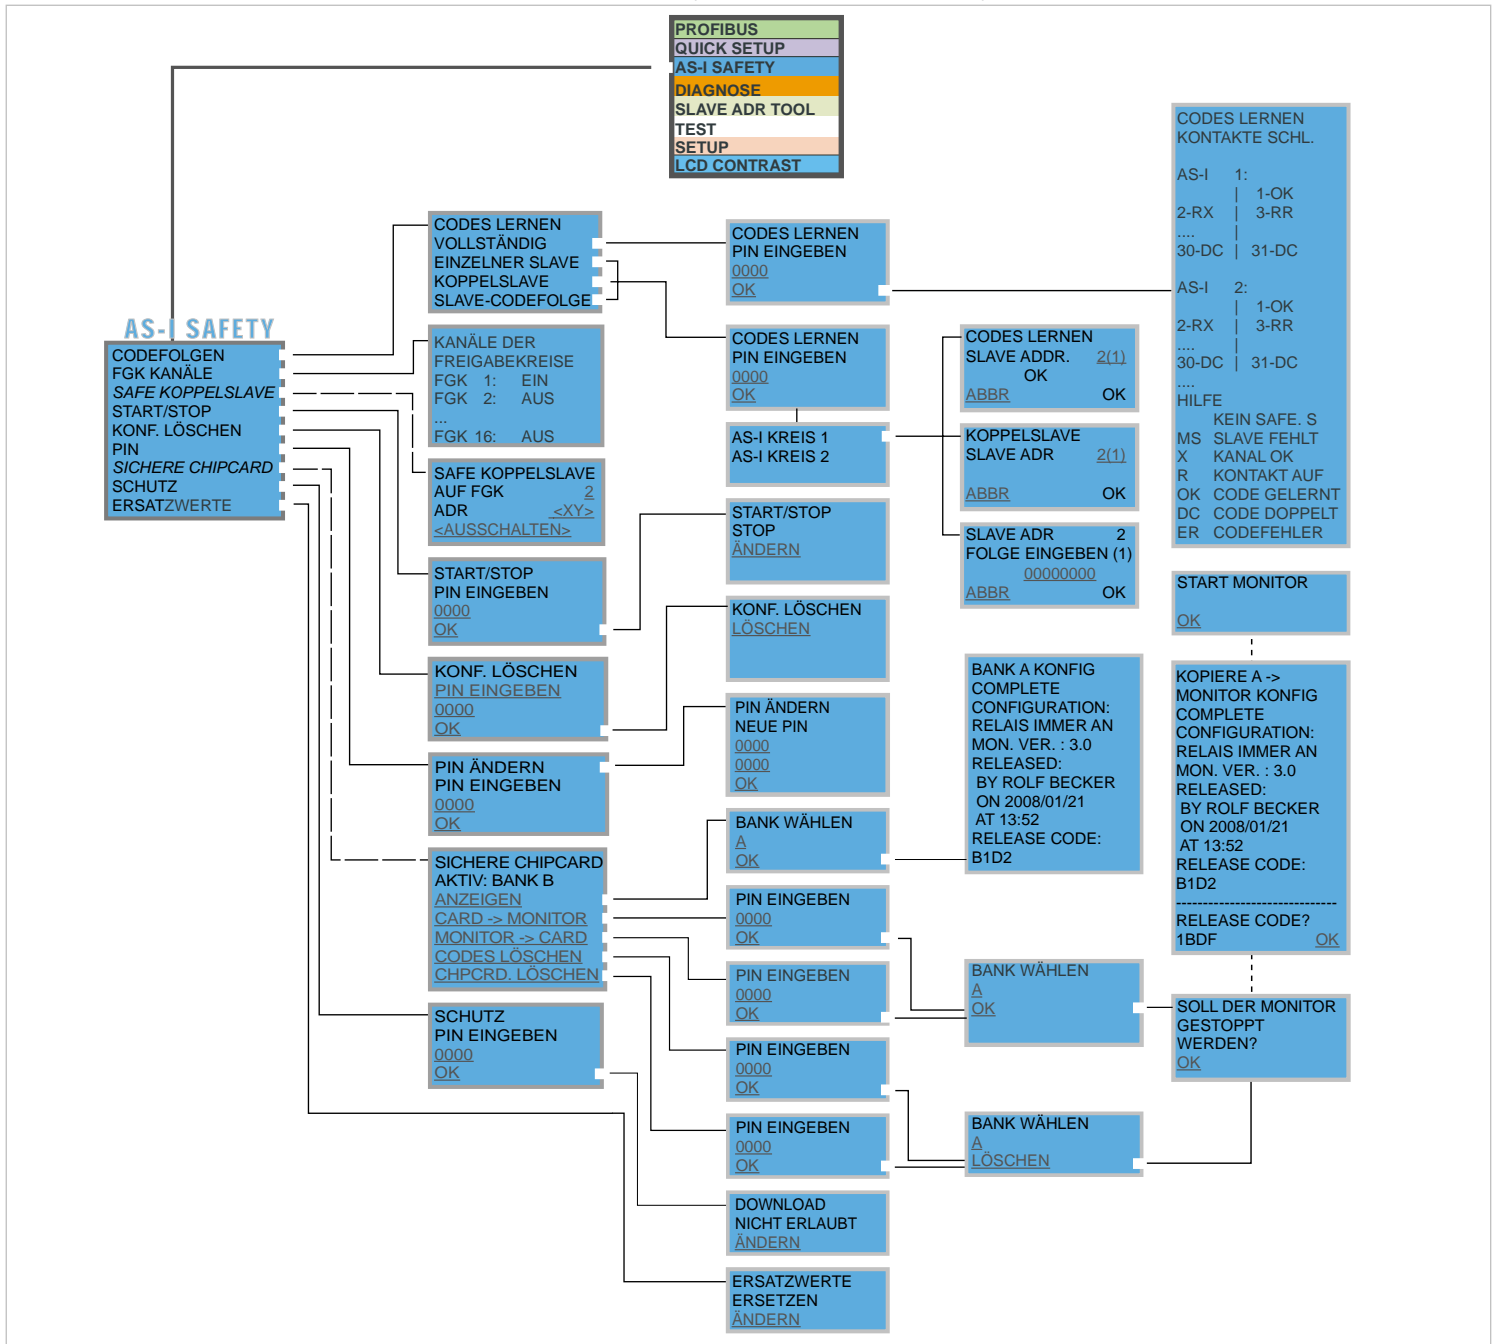 PROFIBUS
QUICK SETUP
AS-I SAFETY
DIAGNOSE
SLAVE ADR TOOL
TEST
SETUP
LCD CONTRAST
AS-I SAFETY
CODEFOLGEN
FGK KANÄLE
SAFE KOPPELSLAVE
START/STOP
KONF. LÖSCHEN
PIN
SICHERE CHIPCARD
SCHUTZ
ERSATZWERTE
CODES LERNEN
VOLLSTÄNDIG
EINZELNER SLAVE
KOPPELSLAVE
SLAVE-CODEFOLGE
KANÄLE DER
FREIGABEKREISE
FGK 1: EIN
FGK 2: AUS
...
FGK 16: AUS
SAFE KOPPELSLAVE
AUF FGK 2
ADR <XY>
<AUSSCHALTEN>
START/STOP
PIN EINGEBEN
0000
OK
KONF. LÖSCHEN
PIN EINGEBEN
0000
OK
PIN ÄNDERN
PIN EINGEBEN
0000
OK
SICHERE CHIPCARD
AKTIV: BANK B
ANZEIGEN
CARD -> MONITOR
MONITOR -> CARD
CODES LÖSCHEN
CHPCRD. LÖSCHEN
SCHUTZ
PIN EINGEBEN
0000
OK
CODES LERNEN
PIN EINGEBEN
0000
OK
CODES LERNEN
PIN EINGEBEN
0000
OK
AS-I KREIS 1
AS-I KREIS 2
START/STOP
STOP
ÄNDERN
KONF. LÖSCHEN
LÖSCHEN
PIN ÄNDERN
NEUE PIN
0000
0000
OK
BANK WÄHLEN
A
OK
PIN EINGEBEN
0000
OK
PIN EINGEBEN
0000
OK
PIN EINGEBEN
0000
OK
PIN EINGEBEN
0000
OK
DOWNLOAD
NICHT ERLAUBT
ÄNDERN
ERSATZWERTE
ERSETZEN
ÄNDERN
CODES LERNEN
SLAVE ADDR. 2(1)
OK
ABBR OK
KOPPELSLAVE
SLAVE ADR 2(1)
ABBR OK
SLAVE ADR 2
FOLGE EINGEBEN (1)
00000000
ABBR OK
BANK A KONFIG
COMPLETE
CONFIGURATION:
RELAIS IMMER AN
MON. VER. : 3.0
RELEASED:
BY ROLF BECKER
ON 2008/01/21
AT 13:52
RELEASE CODE:
B1D2
BANK WÄHLEN
A
OK
BANK WÄHLEN
A
LÖSCHEN
CODES LERNEN
KONTAKTE SCHL.
AS-I 1:
| 1-OK
2-RX | 3-RR
.... |
30-DC | 31-DC
AS-I 2:
| 1-OK
2-RX | 3-RR
.... |
30-DC | 31-DC
....
HILFE
KEIN SAFE. S
MS SLAVE FEHLT
X KANAL OK
R KONTAKT AUF
OK CODE GELERNT
DC CODE DOPPELT
ER CODEFEHLER
START MONITOR
OK
KOPIERE A ->
MONITOR KONFIG
COMPLETE
CONFIGURATION:
RELAIS IMMER AN
MON. VER. : 3.0
RELEASED:
BY ROLF BECKER
ON 2008/01/21
AT 13:52
RELEASE CODE:
B1D2
-----------------------------
RELEASE CODE?
1BDF OK
SOLL DER MONITOR
GESTOPPT
WERDEN?
OK